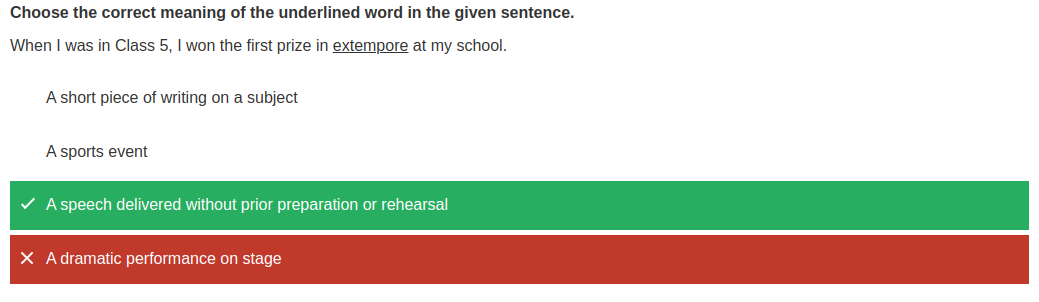 Choose the correct meaning of the underlined word in the given sentence.
When I was in Class 5, I won the first prize in extempore at my school.
A short piece of writing on a subject
A sports event
A speech delivered without prior preparation or rehearsal
A dramatic performance on stage